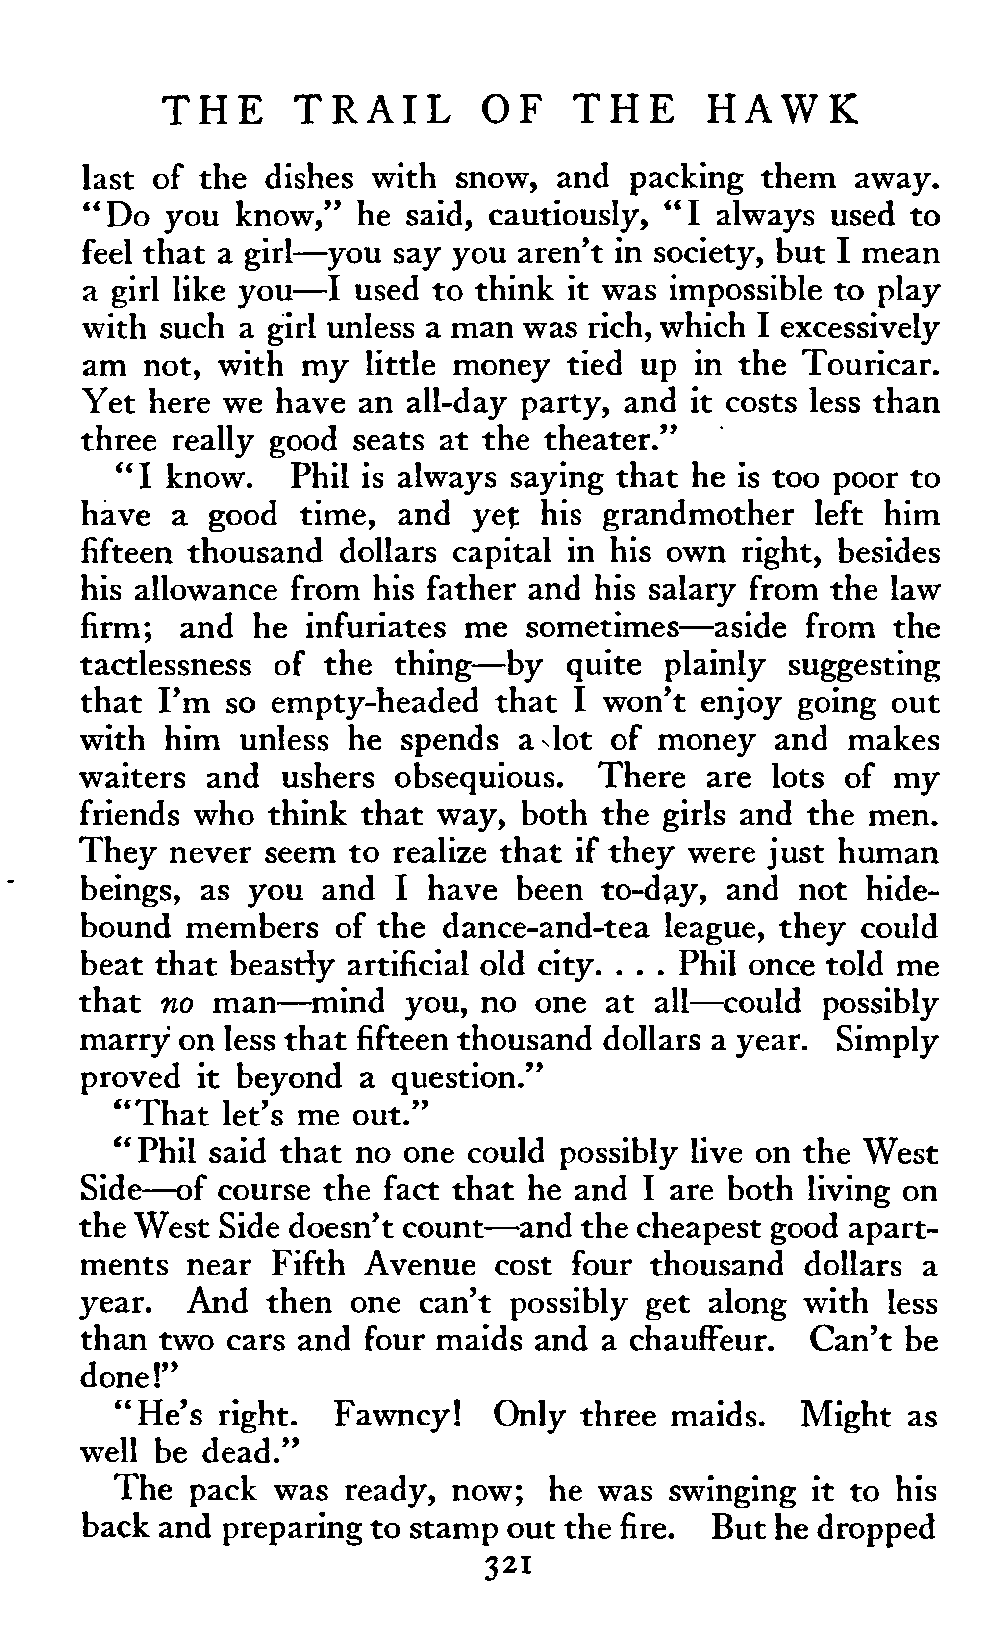 THE TRAIL OF THE HAWK
last of the dishes with snow, and packing them away.
"Do you know," he said, cautiously, "I always used to
feel that a girl—you say you aren't in society, but I mean
a girl like you—I used to think it was impossible to play
with such a girl unless a man was rich, which I excessively
am not, with my little money tied up in the Touricar.
Yet here we have an all-day party, and it costs less than
three really good seats at the theater."
"I know. Phil is always saying that he is too poor to
have a good time, and yet his grandmother left him
fifteen thousand dollars capital in his own right, besides
his allowance from his father and his salary from the law
firm; and he infuriates me sometimes—aside from the
tactlessness of the thing—by quite plainly suggesting
that I'm so empty-headed that I won't enjoy going out
with him unless he spends a lot of money and makes
waiters and ushers obsequious. There are lots of my
friends who think that way, both the girls and the men.
They never seem to realize that if they were just human
beings, as you and I have been to-day, and not hide-
bound members of the dance-and-tea league, they could
beat that beastly artificial old city. . . . Phil once told me
that no man—mind you, no one at all—could possibly
marry on less that fifteen thousand dollars a year. Simply
proved it beyond a question."
"That let's me out."
"Phil said that no one could possibly live on the West
Side—of course the fact that he and I are both living on
the West Side doesn't count—and the cheapest good apart-
ments near Fifth Avenue cost four thousand dollars a
year. And then one can't possibly get along with less
than two cars and four maids and a chauffeur. Can't be
done!"
"He's right. Fawncy! Only three maids. Might as
well be dead."
The pack was ready, now; he was swinging it to his
back and preparing to stamp out the fire. But he dropped
321